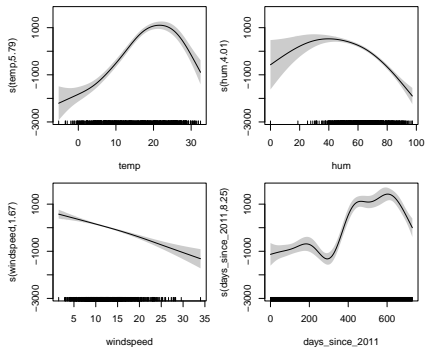 1000
−1000
−3000
s(temp,5.79)
0 10 20 30
temp
1000
−1000
−3000
s(hum,4.01)
0 20 40 60 80 100
hum
1000
−1000
−3000
s(windspeed,1.67)
5 10 15 20 25 30 35
windspeed
1000
−1000
−3000
s(days_since_2011,8.25)
0 200 400 600
days_since_2011